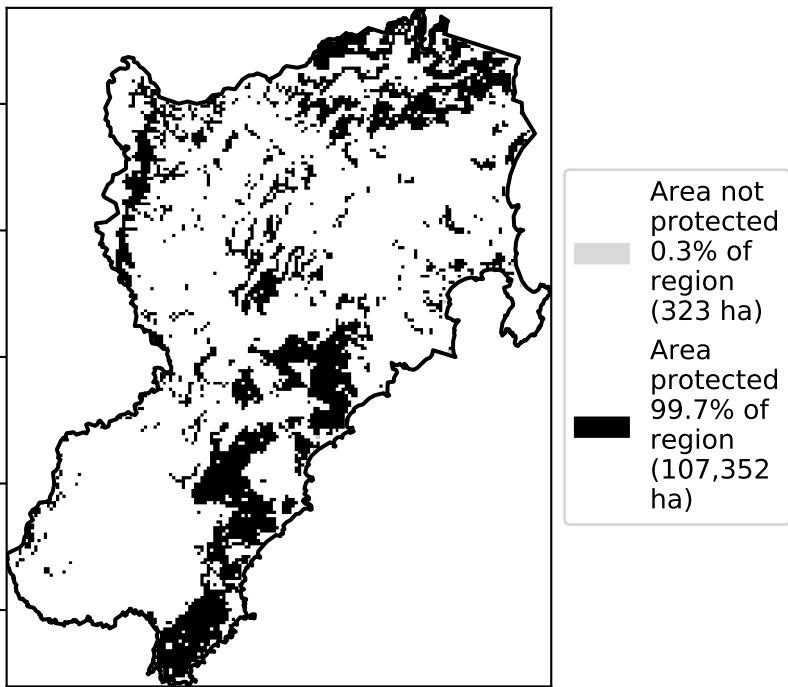 Area not
protected
0.3% of
region
(323 ha)
Area
protected
99.7% of
region
(107,352
ha)